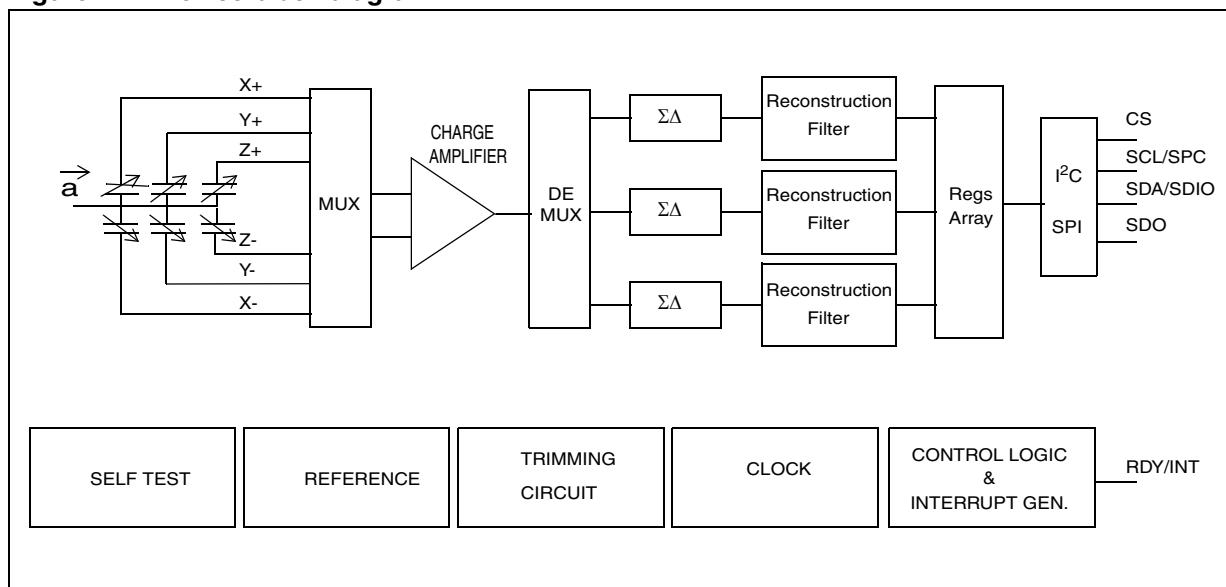 X+
Y+
Z+
a
Z-
Y-
X-
MUX
CHARGE
AMPLIFIER
DE
MUX
ΣΔ
ΣΔ
ΣΔ
Reconstruction
Filter
Reconstruction
Filter
Reconstruction
Filter
Regs
Array
I²C
SPI
CS
SCL/SPC
SDA/SDIO
SDO
SELF TEST
REFERENCE
TRIMMING
CIRCUIT
CLOCK
CONTROL LOGIC
&
INTERRUPT GEN.
RDY/INT